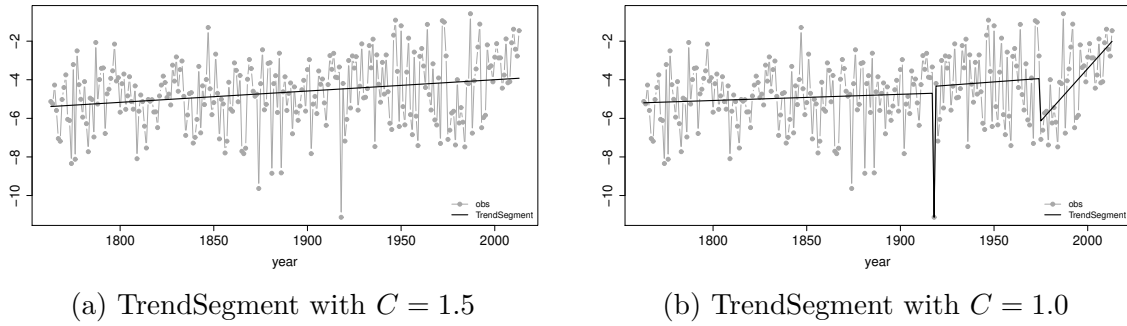 −2
−4
−6
−8
−10
1800 1850 1900 1950 2000
year
obs
TrendSegment
(a) TrendSegment with C = 1.5
−2
−4
−6
−8
−10
1800 1850 1900 1950 2000
year
obs
TrendSegment
(b) TrendSegment with C = 1.0